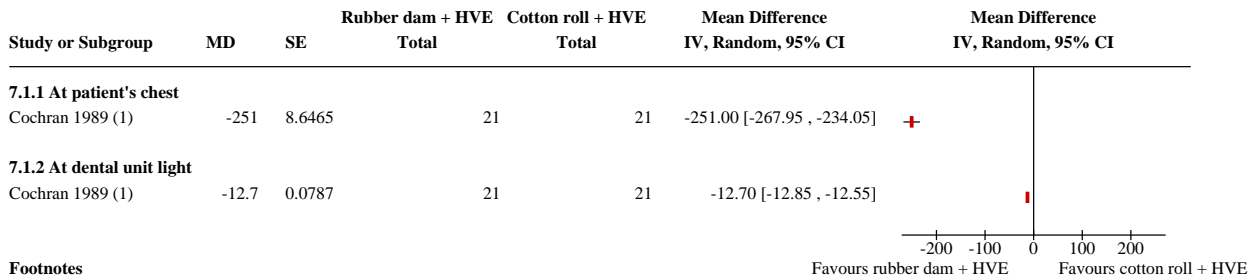 Rubber dam + HVE Cotton roll + HVE Mean Difference Mean Difference
Study or Subgroup MD SE Total Total IV, Random, 95% CI IV, Random, 95% CI
7.1.1 At patient's chest
Cochran 1989 (1) -251 8.6465 21 21 -251.00 [-267.95 , -234.05]
7.1.2 At dental unit light
Cochran 1989 (1) -12.7 0.0787 21 21 -12.70 [-12.85 , -12.55]
-200 -100 0 100 200
Footnotes Favours rubber dam + HVE Favours cotton roll + HVE